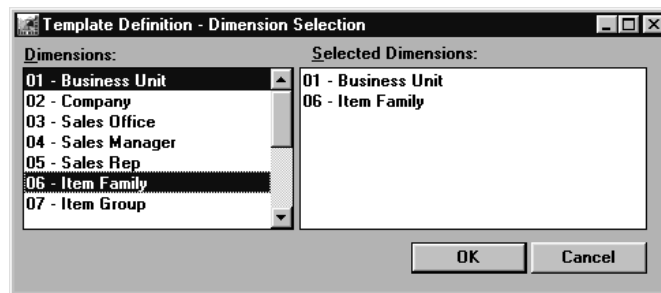 Template Definition - Dimension Selection
Dimensions:
01 - Business Unit
02 - Company
03 - Sales Office
04 - Sales Manager
05 - Sales Rep
06 - Item Family
07 - Item Group
Selected Dimensions:
01 - Business Unit
06 - Item Family
OK
Cancel